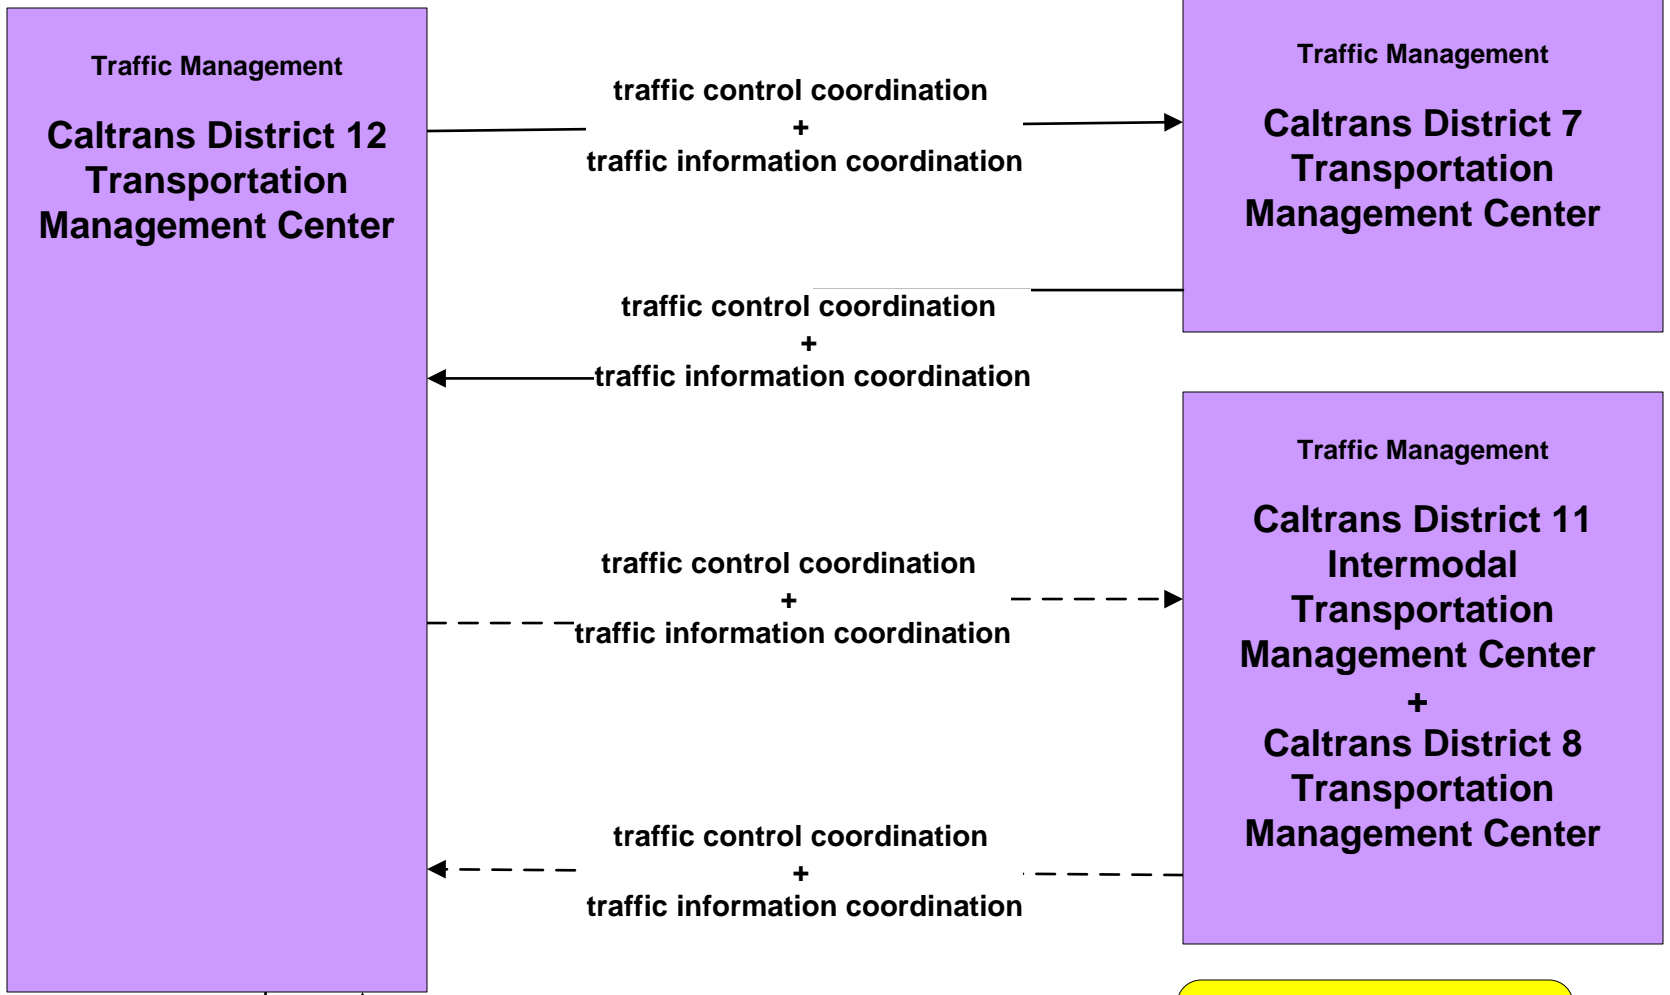 Traffic Management
Caltrans District 12
Transportation
Management Center
traffic control coordination
+
traffic information coordination
Traffic Management
Caltrans District 7
Transportation
Management Center
traffic control coordination
+
traffic information coordination
traffic control coordination
+
traffic information coordination
Traffic Management
Caltrans District 11
Intermodal
Transportation
Management Center
+
Caltrans District 8
Transportation
Management Center
traffic control coordination
+
traffic information coordination